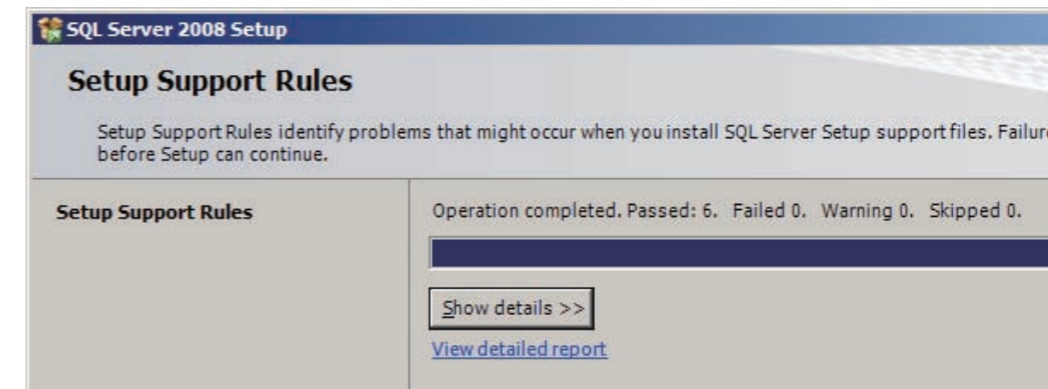 SQL Server 2008 Setup
Setup Support Rules
Setup Support Rules identify problems that might occur when you install SQL Server Setup support files. Failure
before Setup can continue.
Setup Support Rules
Operation completed. Passed: 6. Failed 0. Warning 0. Skipped 0.
Show details >>
View detailed report